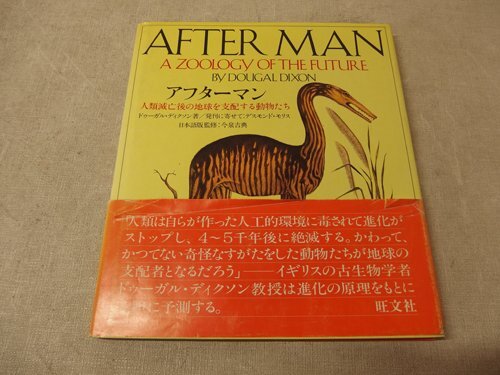 AFTER MAN
A ZOOLOGY OF THE FUTURE
BY DOUGAL DIXON
アフターマン
人類滅亡後の地球を支配する動物たち
ドゥーガル・ディクソン著/発刊に寄せて:デスモンド・モリス
日本語版監修:今泉吉典
「人類は自らが作った人工的環境に毒されて進化が
ストップし、4〜5千年後に絶滅する。かわって、
かつてない奇怪なすがたをした動物たちが地球の
支配者となるだろう」——イギリスの古生物学者
ドゥーガル・ディクソン教授は進化の原理をもとに
に予測する。
旺文社